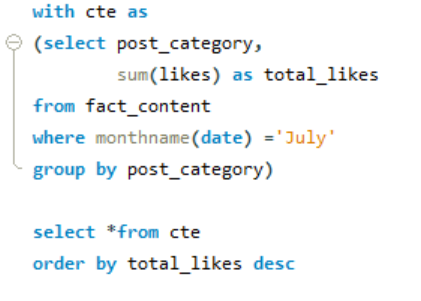 with cte as
(select post_category,
sum(likes) as total_likes
from fact_content
where monthname(date) ='July'
group by post_category)
select *from cte
order by total_likes desc